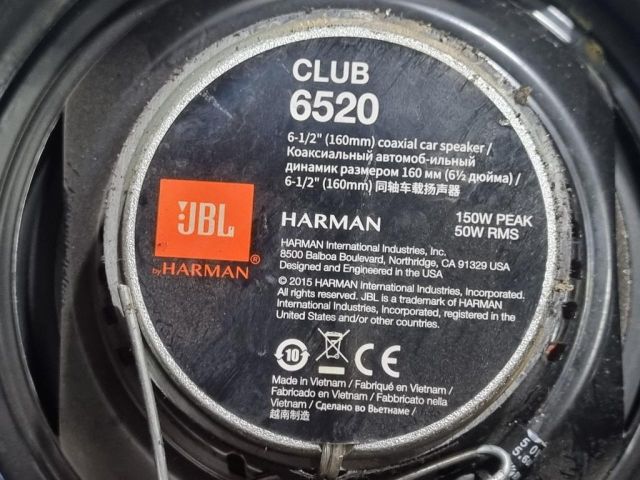 CLUB
6520
6-1/2" (160mm) coaxial car speaker /
Коаксиальный автомоб-ильный
динамик размером 160 мм (6½ дюйма) /
6-1/2" (160mm) 同轴车载扬声器
JBL
by HARMAN®
HARMAN
150W PEAK
50W RMS
HARMAN International Industries, Inc.
8500 Balboa Boulevard, Northridge, CA 91329 USA
Designed and Engineered in the USA
© 2015 HARMAN International Industries, Incorporated.
All rights reserved. JBL is a trademark of HARMAN
International Industries, Incorporated, registered in the
United States and/or other countries.
10
CE
Made in Vietnam / Fabriqué en Vietnam /
Fabricado en Vietnam / Fabbricato nella
Vietnam / Сделано во Вьетнаме /
越南制造